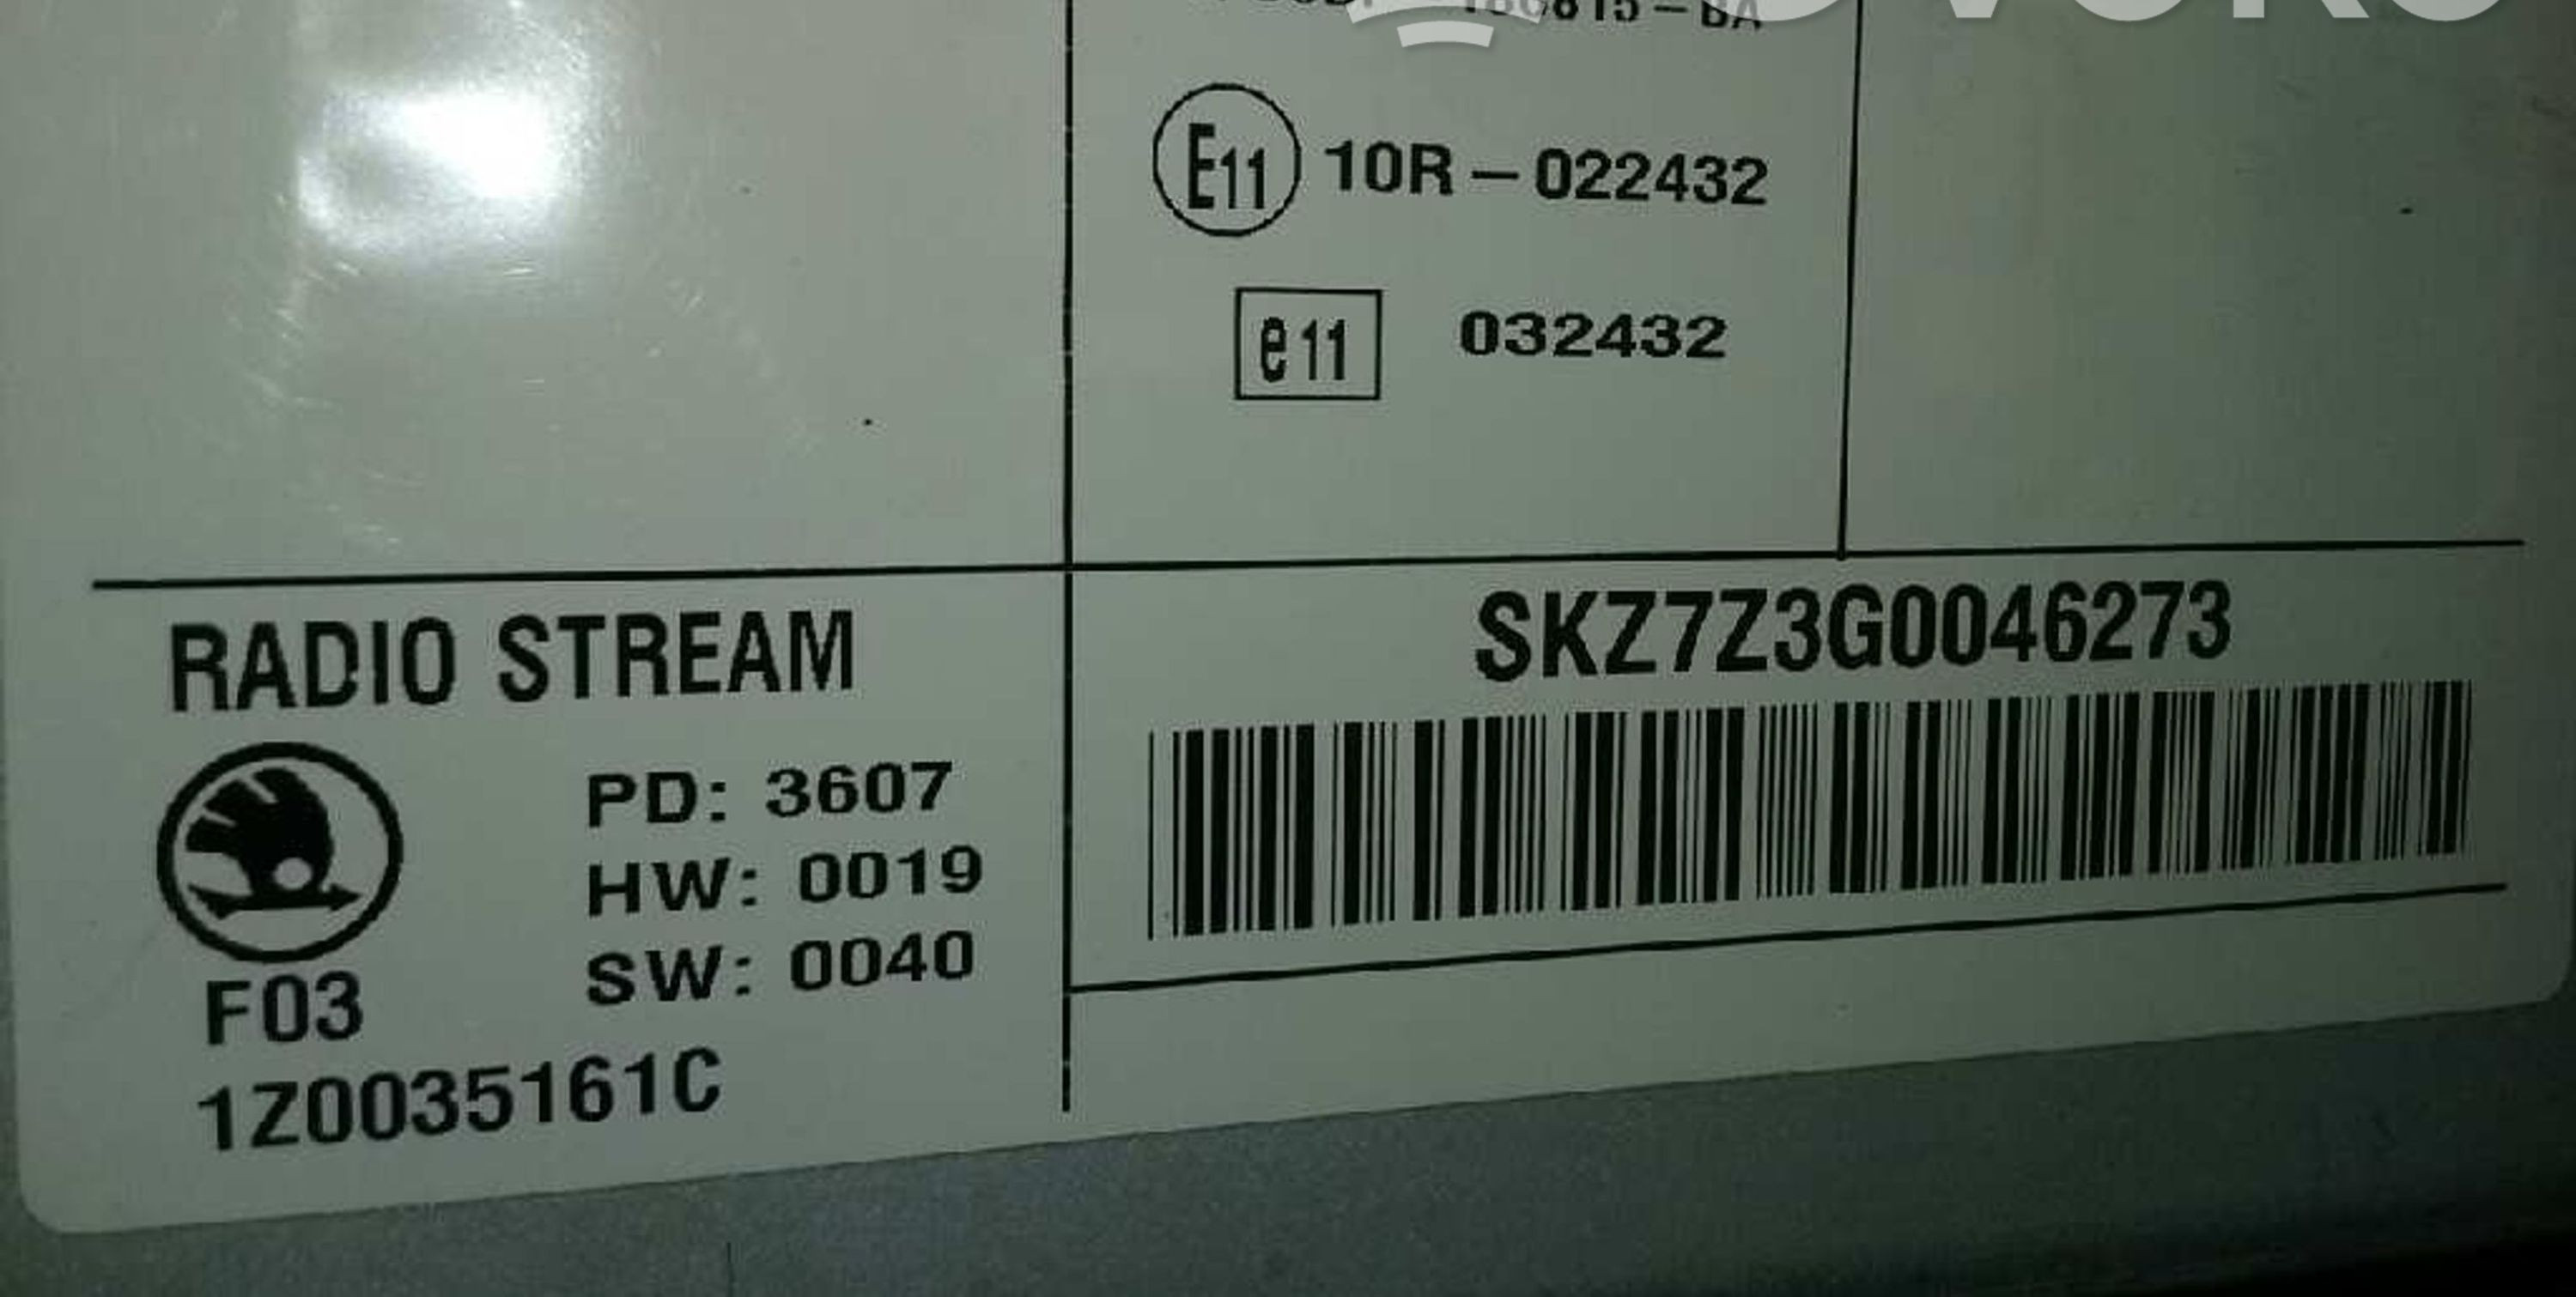 E11 10R – 022432
e11 032432
RADIO STREAM
PD: 3607
HW: 0019
SW: 0040
F03
1Z0035161C
SKZ7Z3G0046273